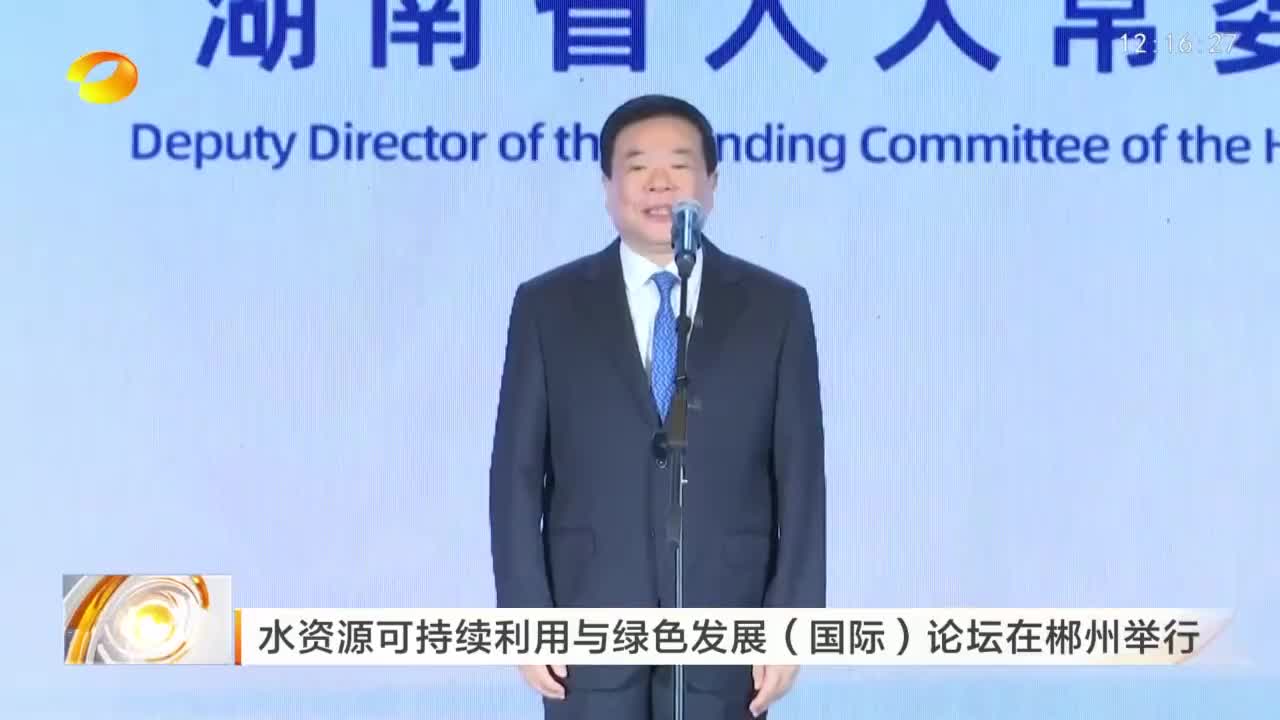 湖南省人大常委
12:16:27
Deputy Director of the nding Committee of the H
水资源可持续利用与绿色发展（国际）论坛在郴州举行